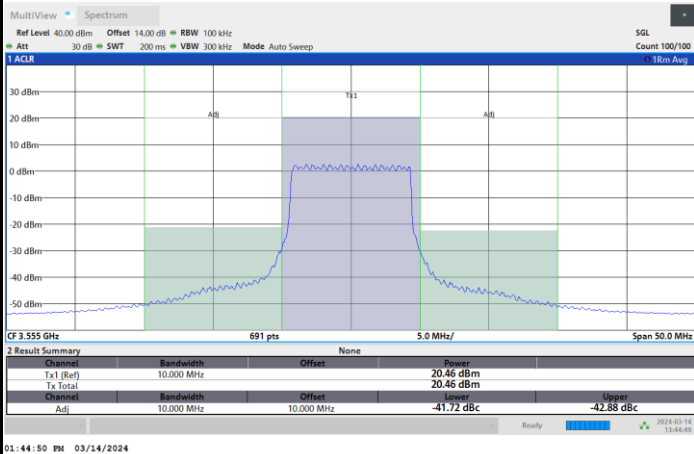 MultiView Spectrum
Ref Level 40.00 dBm Offset 14.00 dB RBW 100 kHz SGL
Att 30 dB SWT 200 ms VBW 300 kHz Mode Auto Sweep Count 100/100
1 ACLR 1Rm Avg
30 dBm
Tx1
20 dBm
Adj Adj
10 dBm
0 dBm
-10 dBm
-20 dBm
-30 dBm
-40 dBm
-50 dBm
CF 3.555 GHz 691 pts 5.0 MHz/ Span 50.0 MHz
2 Result Summary None
Channel Bandwidth Offset Power
Tx1 (Ref) 10.000 MHz 20.46 dBm
Tx Total 20.46 dBm
Channel Bandwidth Offset Lower Upper
Adj 10.000 MHz 10.000 MHz -41.72 dBc -42.88 dBc
Ready 2024-03-14
13:44:49
01:44:50 PM 03/14/2024